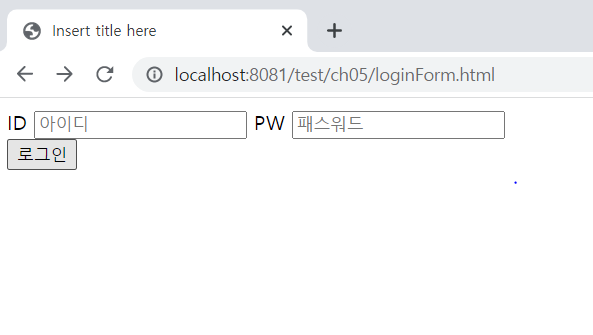 Insert title here
localhost:8081/test/ch05/loginForm.html
ID 아이디 PW 패스워드
로그인